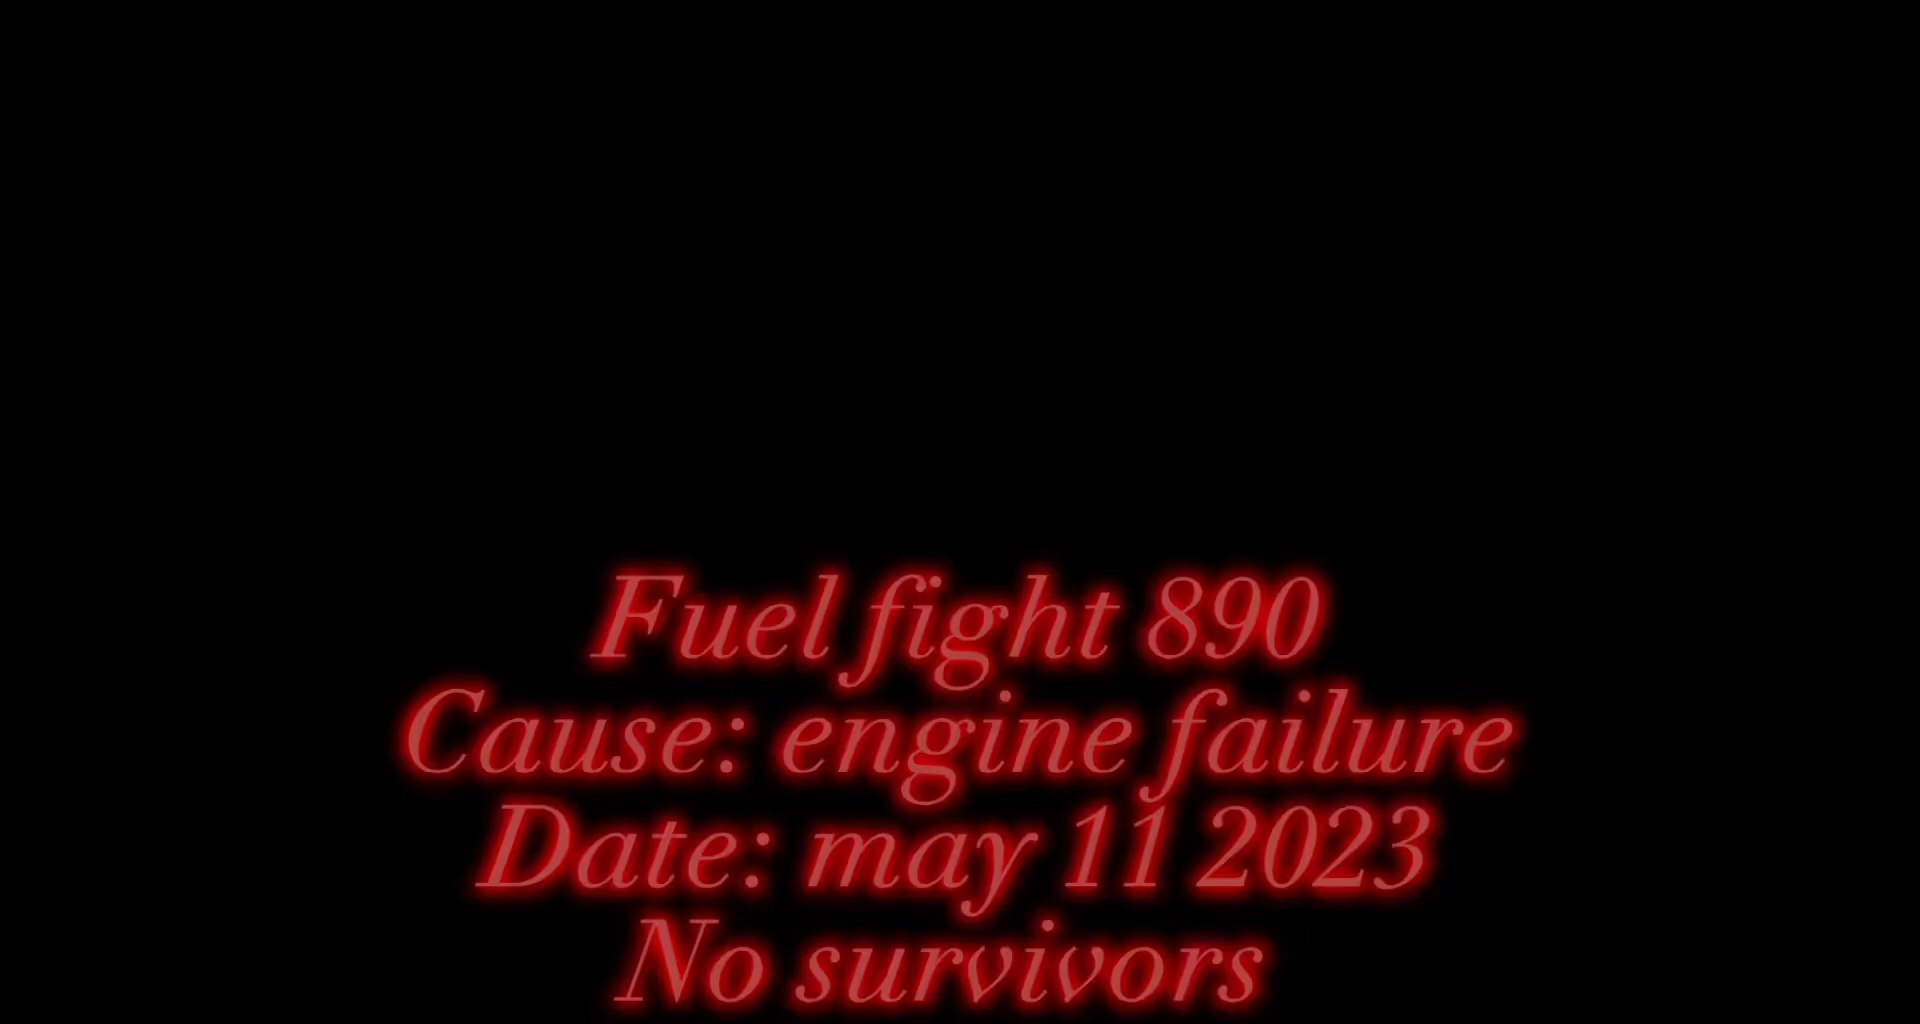 Fuel fight 890
Cause: engine failure
Date: may 11 2023
No survivors